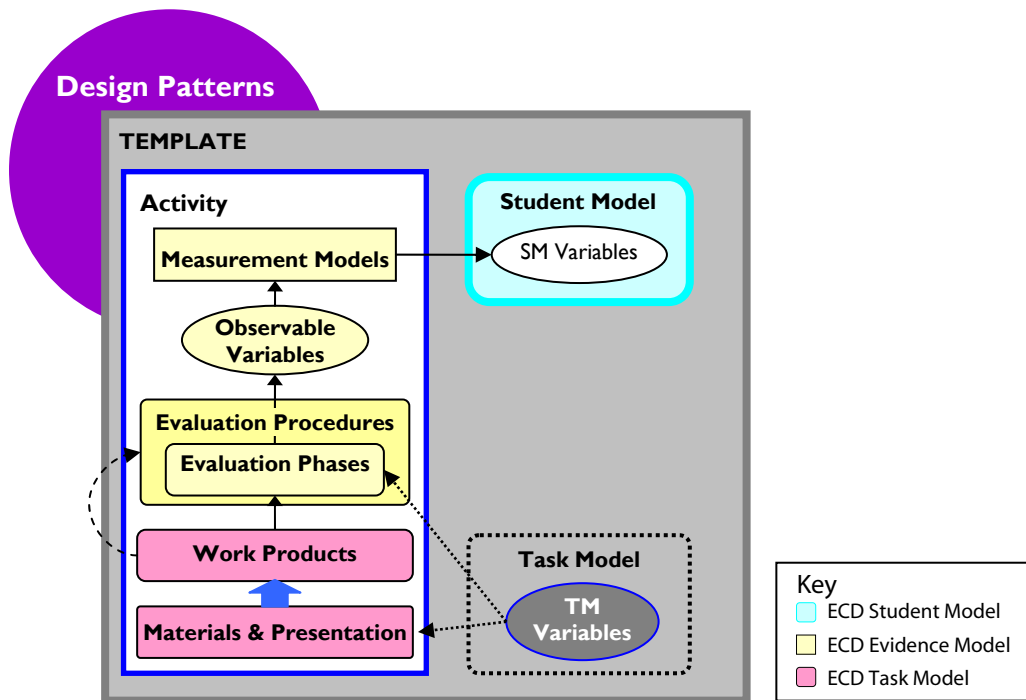 Design Patterns
TEMPLATE
Activity
Measurement Models
Observable
Variables
Evaluation Procedures
Evaluation Phases
Work Products
Materials & Presentation
Student Model
SM Variables
Task Model
TM
Variables
Key
ECD Student Model
ECD Evidence Model
ECD Task Model